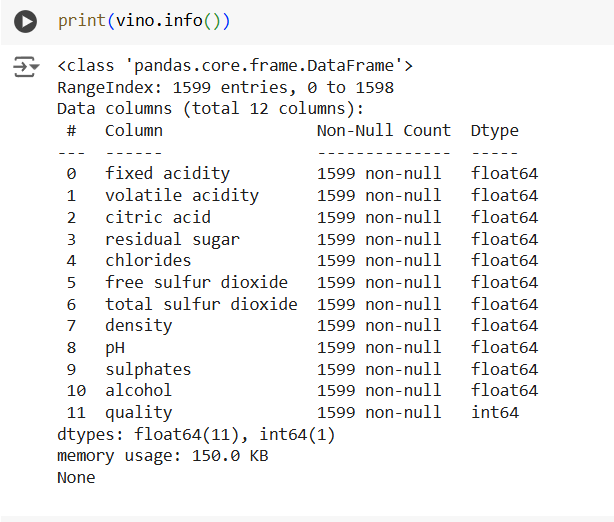 print(vino.info())
<class 'pandas.core.frame.DataFrame'>
RangeIndex: 1599 entries, 0 to 1598
Data columns (total 12 columns):
 #   Column                Non-Null Count  Dtype
---  ------                --------------  -----
 0   fixed acidity         1599 non-null   float64
 1   volatile acidity      1599 non-null   float64
 2   citric acid           1599 non-null   float64
 3   residual sugar        1599 non-null   float64
 4   chlorides             1599 non-null   float64
 5   free sulfur dioxide   1599 non-null   float64
 6   total sulfur dioxide  1599 non-null   float64
 7   density               1599 non-null   float64
 8   pH                    1599 non-null   float64
 9   sulphates             1599 non-null   float64
 10  alcohol               1599 non-null   float64
 11  quality               1599 non-null   int64
dtypes: float64(11), int64(1)
memory usage: 150.0 KB
None